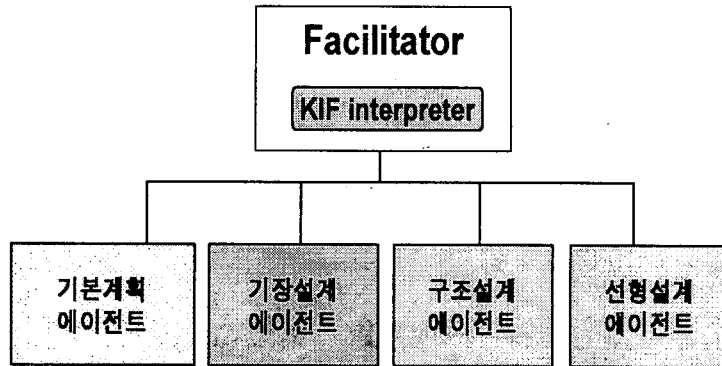 Facilitator
KIF interpreter
기본계획
에이전트
기장설계
에이전트
구조설계
에이전트
선형설계
에이전트